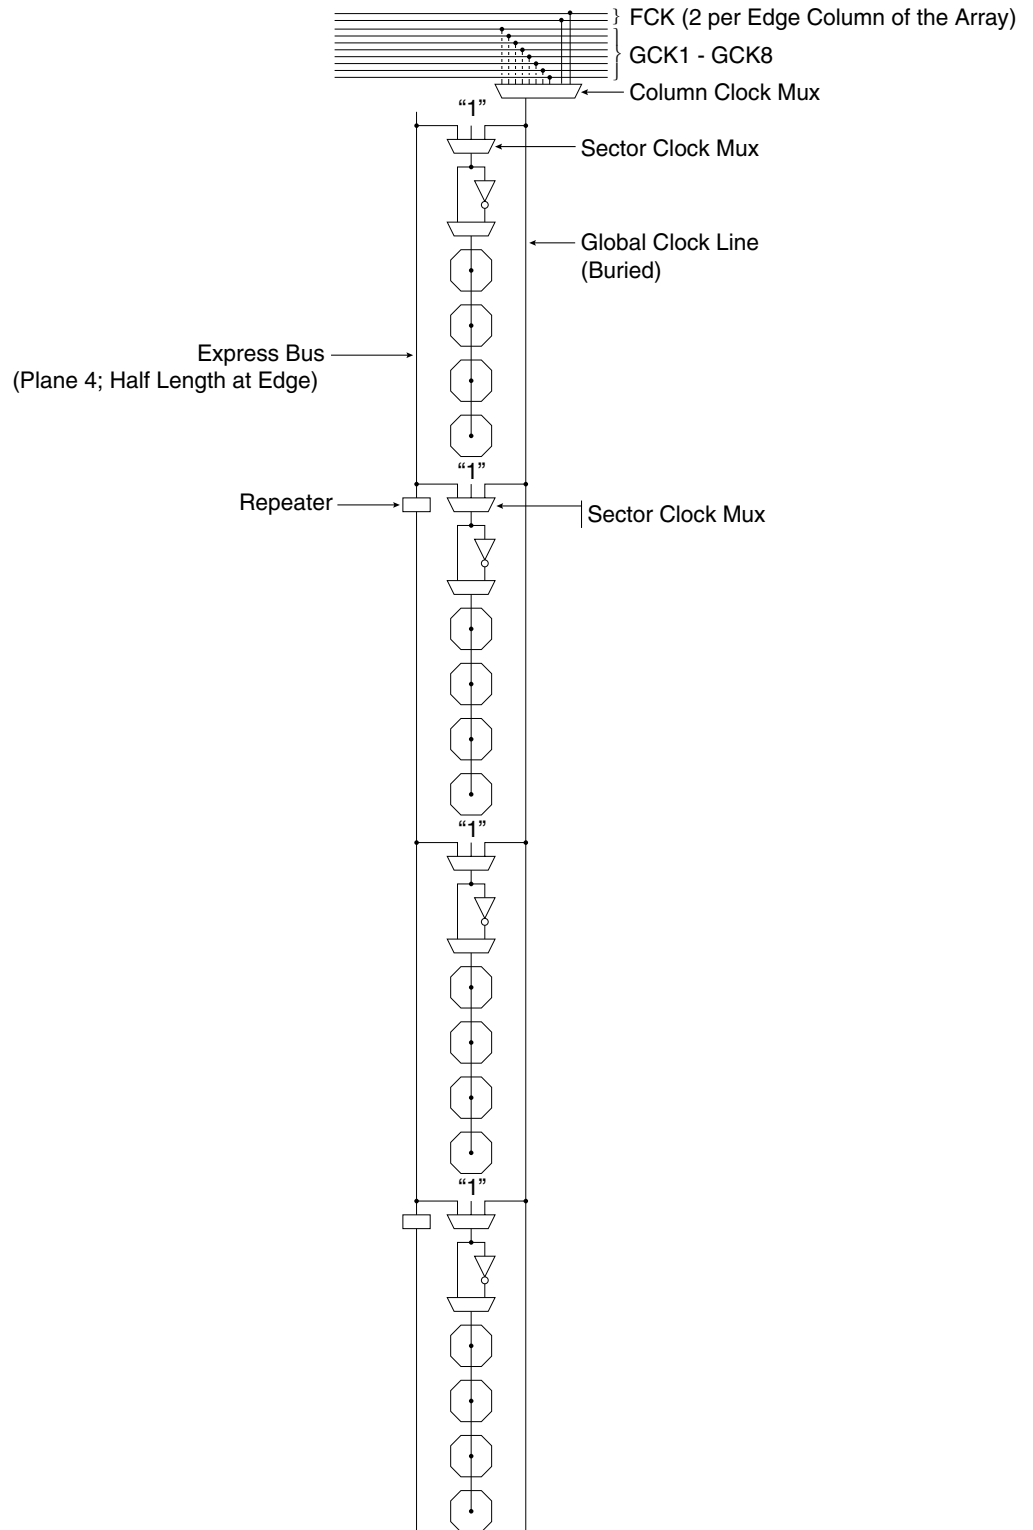 FCK (2 per Edge Column of the Array)
GCK1 - GCK8
Column Clock Mux
“1”
Sector Clock Mux
Global Clock Line
(Buried)
Express Bus
(Plane 4; Half Length at Edge)
“1”
Repeater
Sector Clock Mux
“1”
“1”